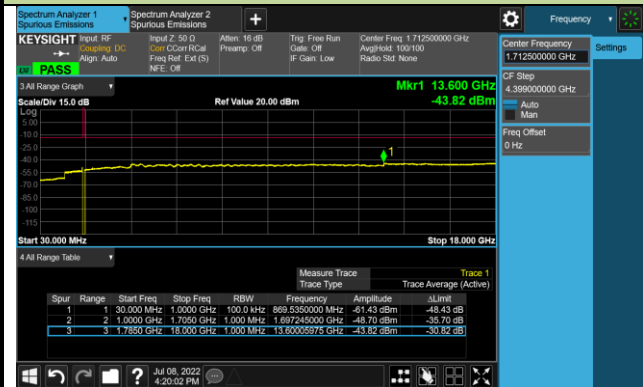 Spectrum Analyzer 1
Spurious Emissions
Spectrum Analyzer 2
Spurious Emissions
Frequency
KEYSIGHT
Input: RF
Coupling: DC
Align: Auto
Input Z: 50 Ω
Corr CCorr RCal
Freq Ref: Ext (S)
NFE: Off
Atten: 16 dB
Preamp: Off
Trig: Free Run
Gate: Off
IF Gain: Low
Center Freq: 1.712500000 GHz
Avg|Hold: 100/100
Radio Std: None
PASS
Center Frequency
1.712500000 GHz
Settings
CF Step
4.399000000 GHz
Auto
Man
Freq Offset
0 Hz
3 All Range Graph
Mkr1 13.600 GHz
Scale/Div 15.0 dB
Ref Value 20.00 dBm
-43.82 dBm
Log
5.00
-10.0
-25.0
-40.0
-55.0
-70.0
-85.0
-100
-115
1
Start 30.000 MHz
Stop 18.000 GHz
4 All Range Table
Measure Trace Trace 1
Trace Type Trace Average (Active)
Spur Range Start Freq Stop Freq RBW Frequency Amplitude ΔLimit
1 1 30.000 MHz 1.0000 GHz 100.0 kHz 869.5350000 MHz -61.43 dBm -48.43 dB
2 2 1.0000 GHz 1.7050 GHz 1.000 MHz 1.697245000 GHz -48.70 dBm -35.70 dB
3 3 1.7850 GHz 18.000 GHz 1.000 MHz 13.60005975 GHz -43.82 dBm -30.82 dB
Jul 08, 2022
4:20:02 PM